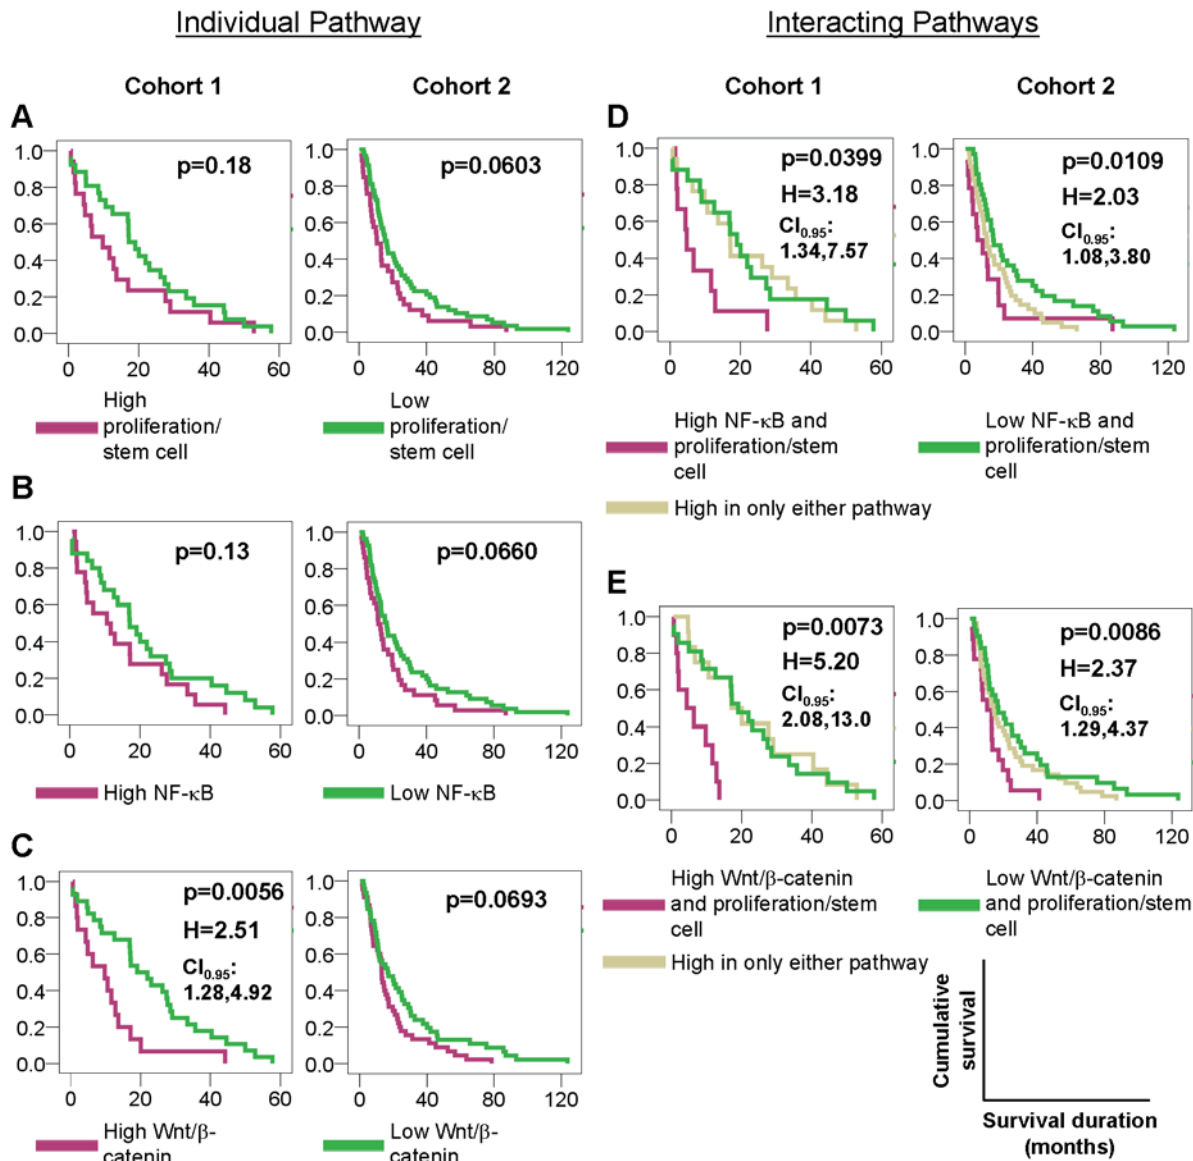 Individual Pathway
Interacting Pathways
Cohort 1
Cohort 2
Cohort 1
Cohort 2
A
1.0
0.8
0.6
0.4
0.2
0.0
0
20
40
60
p=0.18
0
40
80
120
1.0
0.8
0.6
0.4
0.2
0.0
p=0.0603
High
proliferation/
stem cell
Low
proliferation/
stem cell
B
1.0
0.8
0.6
0.4
0.2
0.0
0
20
40
60
p=0.13
1.0
0.8
0.6
0.4
0.2
0.0
0
40
80
120
p=0.0660
High NF-κB
Low NF-κB
C
1.0
0.8
0.6
0.4
0.2
0.0
0
20
40
60
p=0.0056
H=2.51
CI0.95:
1.28,4.92
1.0
0.8
0.6
0.4
0.2
0.0
0
40
80
120
p=0.0693
High Wnt/β-
catenin
Low Wnt/β-
catenin
D
1.0
0.8
0.6
0.4
0.2
0.0
0
20
40
60
p=0.0399
H=3.18
CI0.95:
1.34,7.57
1.0
0.8
0.6
0.4
0.2
0.0
0
40
80
120
p=0.0109
H=2.03
CI0.95:
1.08,3.80
High NF-κB and
proliferation/stem
cell
Low NF-κB and
proliferation/stem
cell
High in only either pathway
E
1.0
0.8
0.6
0.4
0.2
0.0
0
20
40
60
p=0.0073
H=5.20
CI0.95:
2.08,13.0
1.0
0.8
0.6
0.4
0.2
0.0
0
40
80
120
p=0.0086
H=2.37
CI0.95:
1.29,4.37
High Wnt/β-catenin
and proliferation/stem
cell
Low Wnt/β-catenin
and proliferation/stem
cell
High in only either pathway
Cumulative
survival
Survival duration
(months)